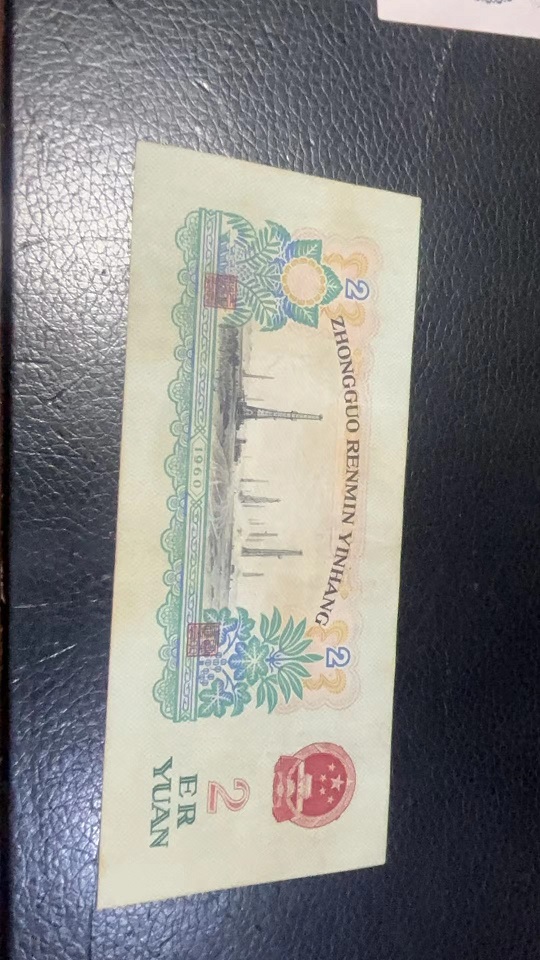 ZHONGGUO RENMIN YINHANG
2
2
1960
2
ER
YUAN